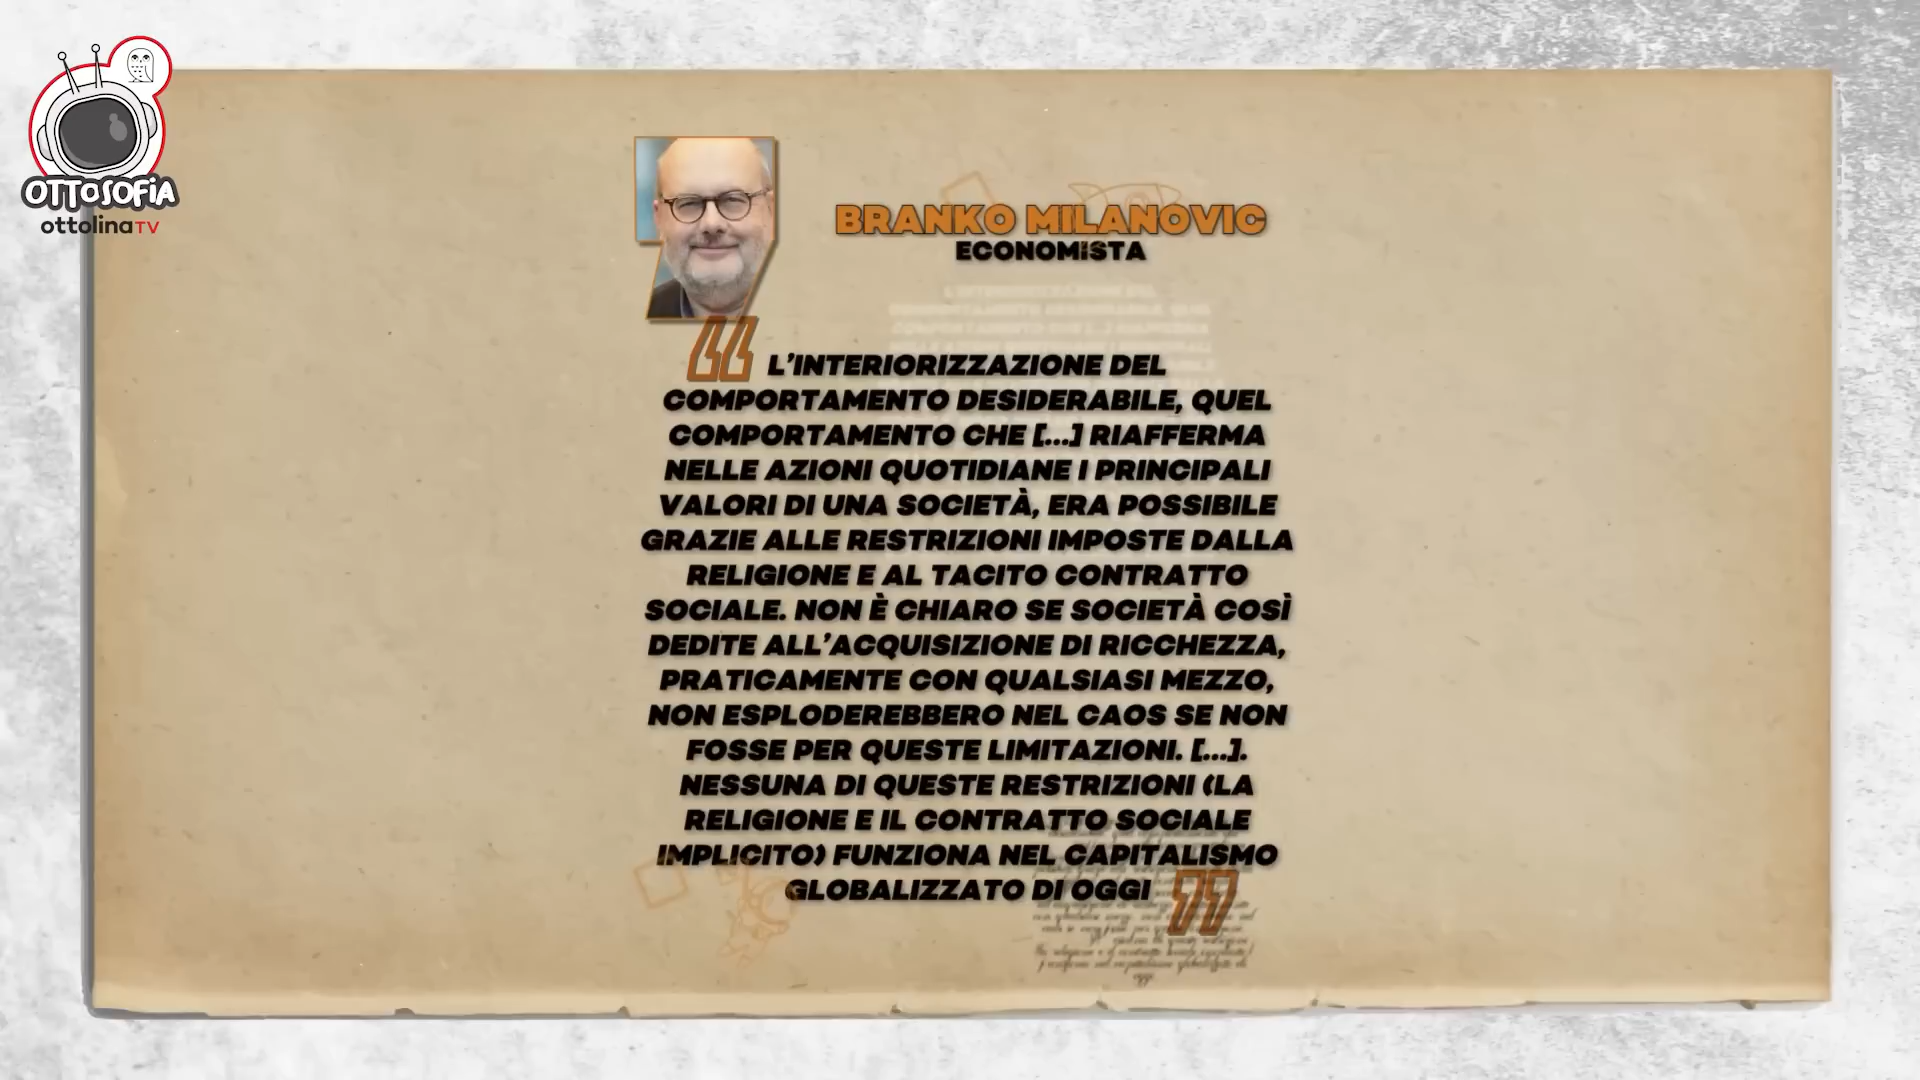 OTTOSOFIA
ottolinaTV
BRANKO MILANOVIC
ECONOMISTA
L'INTERIORIZZAZIONE DEL
COMPORTAMENTO DESIDERABILE, QUEL
COMPORTAMENTO CHE [...] RIAFFERMA
NELLE AZIONI QUOTIDIANE I PRINCIPALI
VALORI DI UNA SOCIETÀ, ERA POSSIBILE
GRAZIE ALLE RESTRIZIONI IMPOSTE DALLA
RELIGIONE E AL TACITO CONTRATTO
SOCIALE. NON È CHIARO SE SOCIETÀ COSÌ
DEDITE ALL'ACQUISIZIONE DI RICCHEZZA,
PRATICAMENTE CON QUALSIASI MEZZO,
NON ESPLODEREBBERO NEL CAOS SE NON
FOSSE PER QUESTE LIMITAZIONI. [...].
NESSUNA DI QUESTE RESTRIZIONI (LA
RELIGIONE E IL CONTRATTO SOCIALE
IMPLICITO) FUNZIONA NEL CAPITALISMO
GLOBALIZZATO DI OGGI